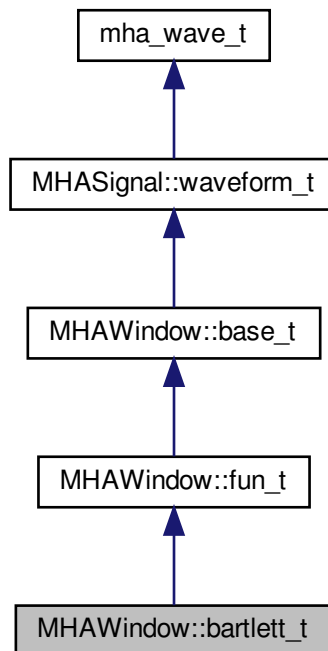 mha_wave_t
MHASignal::waveform_t
MHAWindow::base_t
MHAWindow::fun_t
MHAWindow::bartlett_t